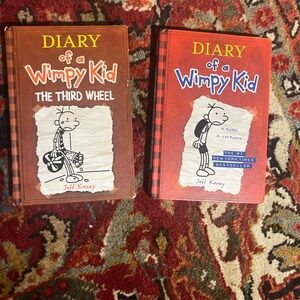 DIARY
of a
Wimpy Kid
THE THIRD WHEEL
Jeff Kinney
DIARY
of a
Wimpy Kid
a novel
in cartoons
THE #1
NEW YORK TIMES
BESTSELLER
Jeff Kinney